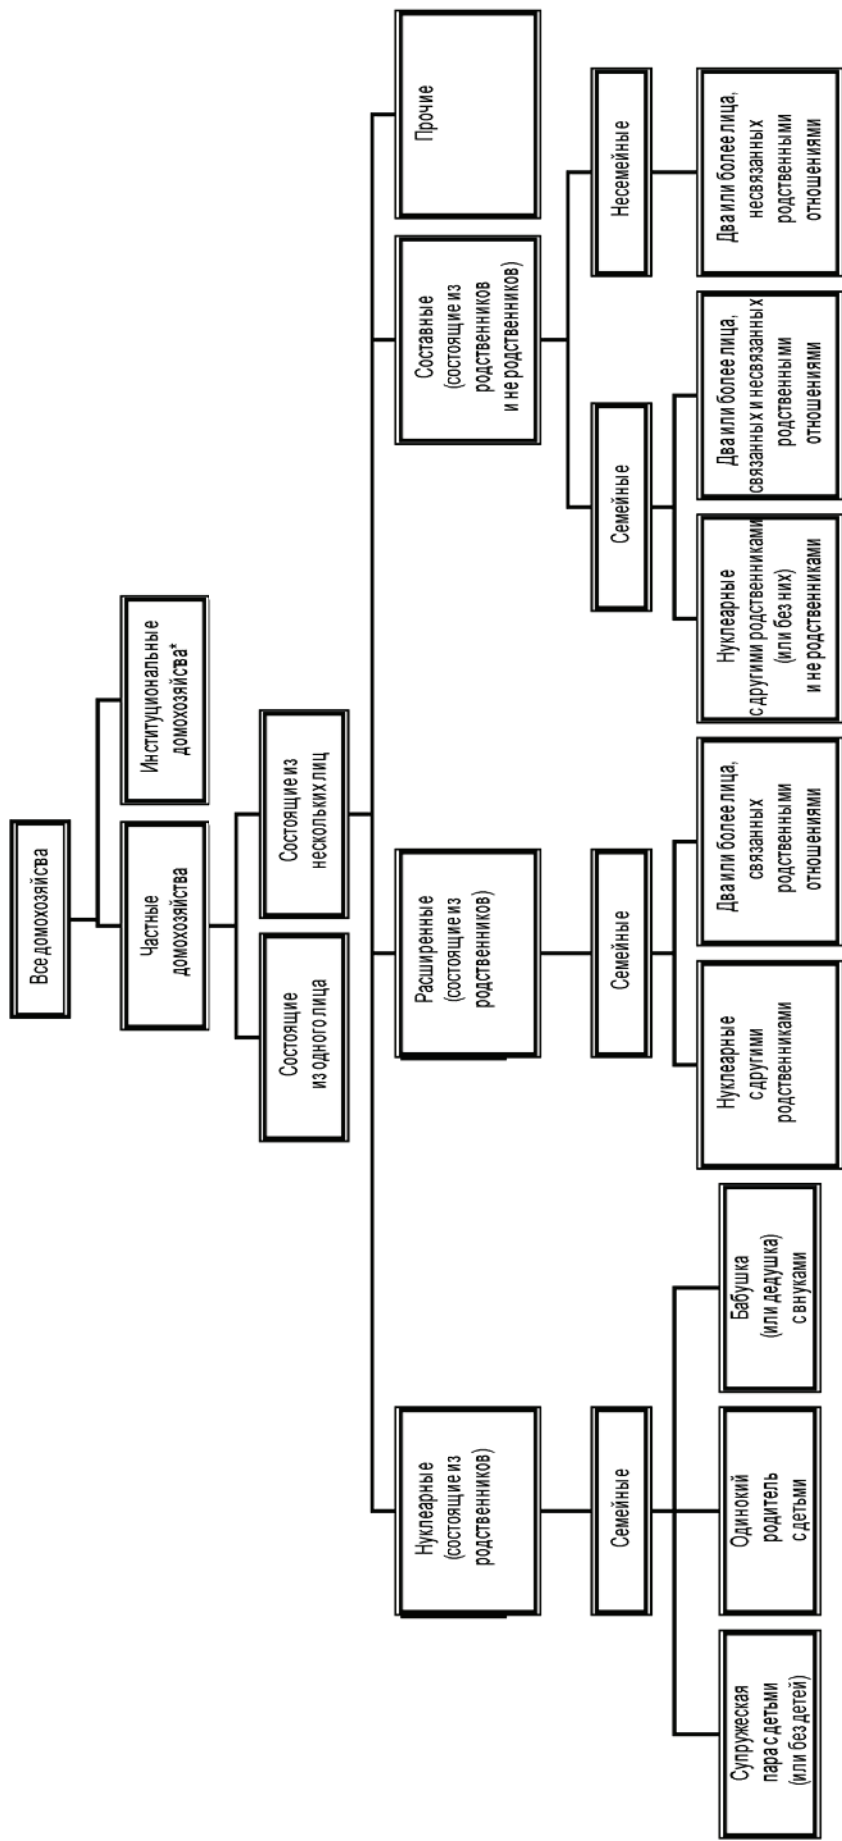 Все домохозяйсва
Частные
домохозяйства
Институциональные
домохозяйсва*
Состоящие
из одного лица
Состоящие из
нескольких лиц
Нуклеарные
(состоящие из
родственников)
Расширенные
(состоящие из
родственников)
Составные
(состоящие из
родственников
и не родственников)
Прочие
Семейные
Семейные
Семейные
Несемейные
Супружеская
пара с детьми
(или без детей)
Одинокий
родитель
с детьми
Бабушка
(или дедушка)
с внуками
Нуклеарные
с другими
родственниками
Два или более лица,
связанных
родственными
отношениями
Нуклеарные
с другими родственниками
(или без них)
и не родственниками
Два или более лица,
связанных и несвязанных
родственными
отношениями
Два или более лица,
несвязанных
родственными
отношениями